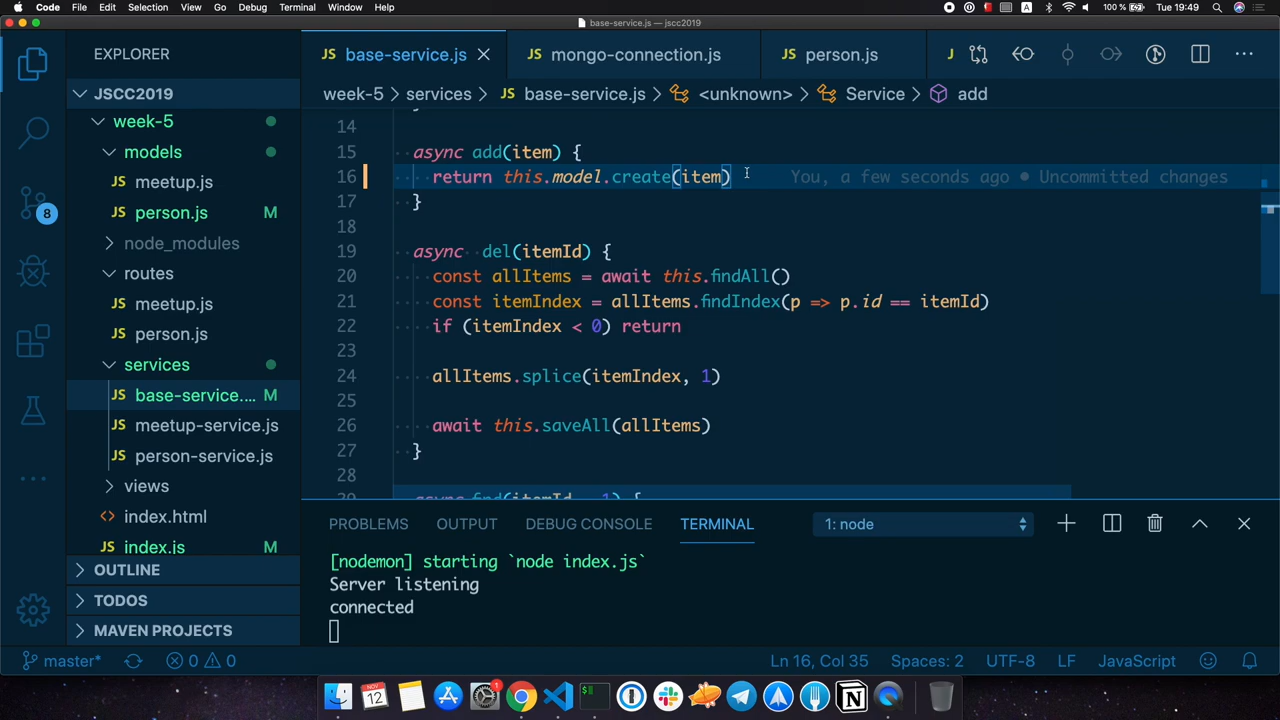 Code File Edit Selection View Go Debug Terminal Window Help 100 % Tue 19:49
base-service.js — jscc2019
EXPLORER
JS base-service.js
JS mongo-connection.js
JS person.js
J
JSCC2019
week-5 > services > JS base-service.js > <unknown> > Service > add
week-5
models
JS meetup.js
JS person.js M
node_modules
routes
JS meetup.js
JS person.js
services
JS base-service.... M
JS meetup-service.js
JS person-service.js
views
<> index.html
JS index.js M
OUTLINE
TODOS
MAVEN PROJECTS
8
14
15 async add(item) {
16 return this.model.create(item) You, a few seconds ago • Uncommitted changes
17 }
18
19 async  del(itemId) {
20 const allItems = await this.findAll()
21 const itemIndex = allItems.findIndex(p => p.id == itemId)
22 if (itemIndex < 0) return
23
24 allItems.splice(itemIndex, 1)
25
26 await this.saveAll(allItems)
27 }
28
PROBLEMS OUTPUT DEBUG CONSOLE TERMINAL 1: node
[nodemon] starting `node index.js`
Server listening
connected
master* 0 0 Ln 16, Col 35 Spaces: 2 UTF-8 LF JavaScript
NOV
12
1